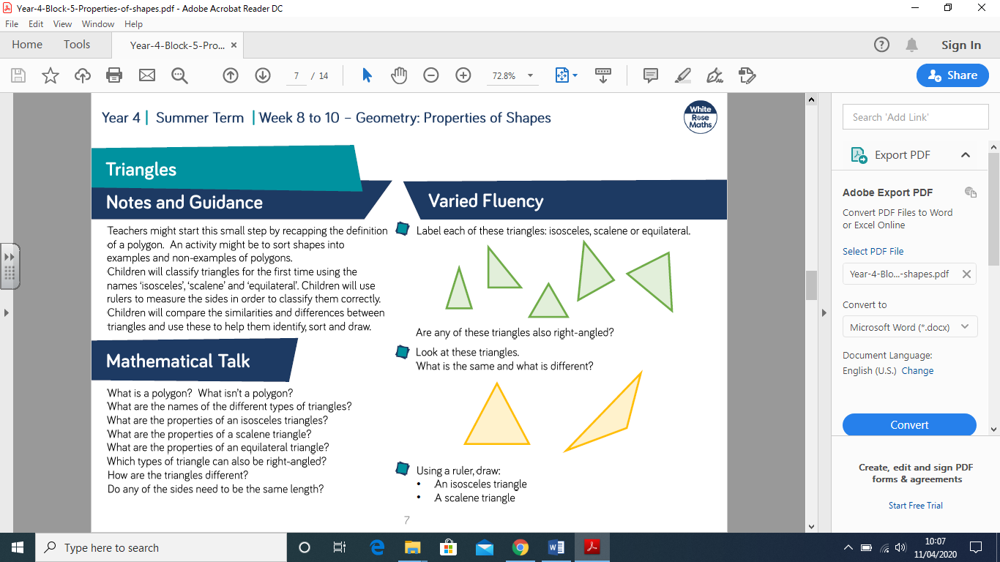 Year-4-Block-5-Properties-of-shapes.pdf - Adobe Acrobat Reader DC
File Edit View Window Help
Home Tools Year-4-Block-5-Pro... × Sign In
7 / 14 72.8% Share
Year 4 | Summer Term | Week 8 to 10 – Geometry: Properties of Shapes
White
Rose
Maths
Triangles
Notes and Guidance
Teachers might start this small step by recapping the definition
of a polygon. An activity might be to sort shapes into
examples and non-examples of polygons.
Children will classify triangles for the first time using the
names ‘isosceles’, ‘scalene’ and ‘equilateral’. Children will use
rulers to measure the sides in order to classify them correctly.
Children will compare the similarities and differences between
triangles and use these to help them identify, sort and draw.
Mathematical Talk
What is a polygon? What isn’t a polygon?
What are the names of the different types of triangles?
What are the properties of an isosceles triangles?
What are the properties of a scalene triangle?
What are the properties of an equilateral triangle?
Which types of triangle can also be right-angled?
How are the triangles different?
Do any of the sides need to be the same length?
Varied Fluency
Label each of these triangles: isosceles, scalene or equilateral.
Are any of these triangles also right-angled?
Look at these triangles.
What is the same and what is different?
Using a ruler, draw:
• An isosceles triangle
• A scalene triangle
7
Search 'Add Link'
Export PDF
Adobe Export PDF
Convert PDF Files to Word
or Excel Online
Select PDF File
Year-4-Blo...-shapes.pdf
Convert to
Microsoft Word (*.docx)
Document Language:
English (U.S.) Change
Convert
Create, edit and sign PDF
forms & agreements
Start Free Trial
Type here to search
10:07
11/04/2020